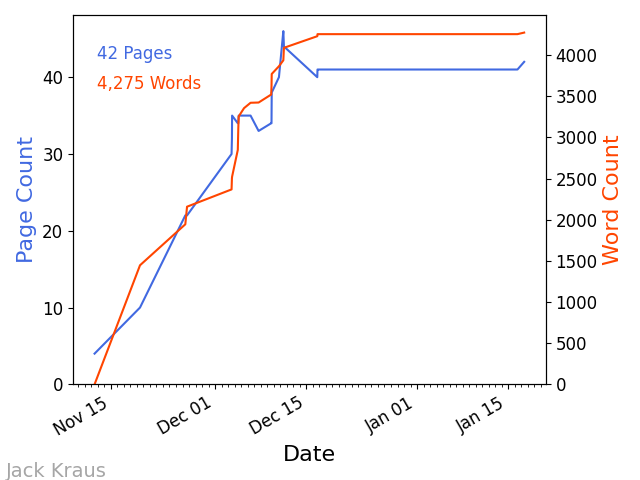 42 Pages
4,275 Words
Page Count
40
30
20
10
0
Word Count
4000
3500
3000
2500
2000
1500
1000
500
0
Nov 15
Dec 01
Dec 15
Jan 01
Jan 15
Date
Jack Kraus